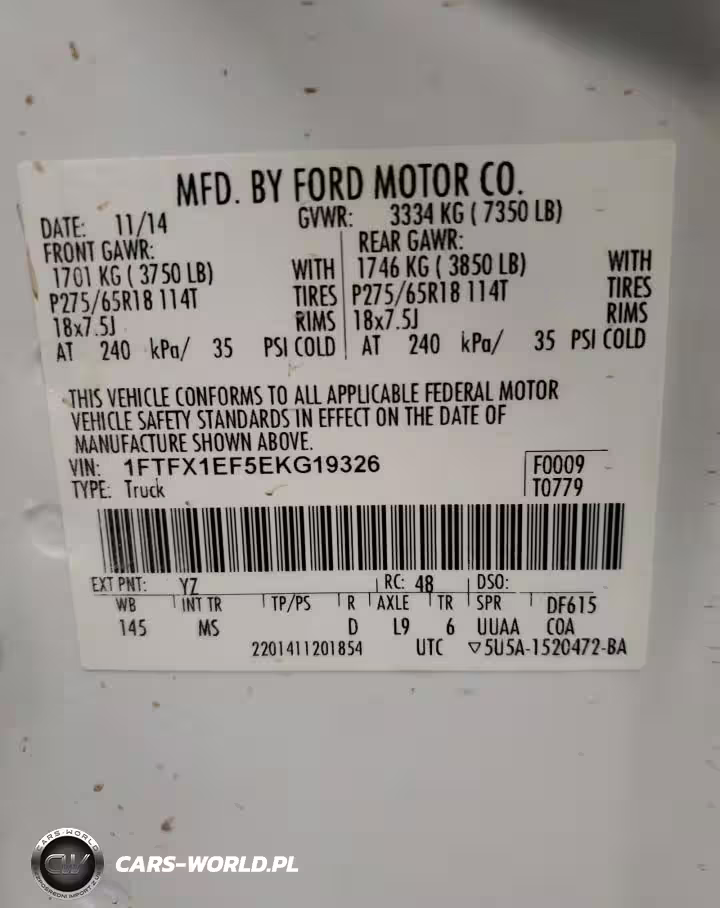 MFD. BY FORD MOTOR CO.
DATE: 11/14 GVWR: 3334 KG ( 7350 LB)
FRONT GAWR: REAR GAWR:
1701 KG ( 3750 LB) WITH 1746 KG ( 3850 LB) WITH
P275/65R18 114T TIRES P275/65R18 114T TIRES
18x7.5J RIMS 18x7.5J RIMS
AT 240 kPa/ 35 PSI COLD AT 240 kPa/ 35 PSI COLD
THIS VEHICLE CONFORMS TO ALL APPLICABLE FEDERAL MOTOR
VEHICLE SAFETY STANDARDS IN EFFECT ON THE DATE OF
MANUFACTURE SHOWN ABOVE.
VIN: 1FTFX1EF5EKG19326 F0009
TYPE: Truck T0779
EXT PNT: YZ RC: 48 DSO:
WB INT TR TP/PS R AXLE TR SPR DF615
145 MS D L9 6 UUAA COA
2201411201854 UTC ▽5U5A-1520472-BA
CARS-WORLD
CW
CARS-WORLD.PL